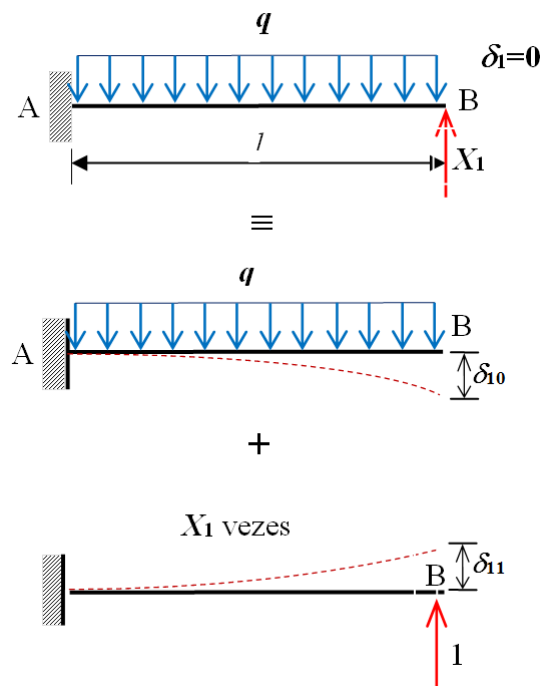 q
δ1=0
A
B
l
X1
≡
q
A
B
δ10
+
X1 vezes
B
δ11
1